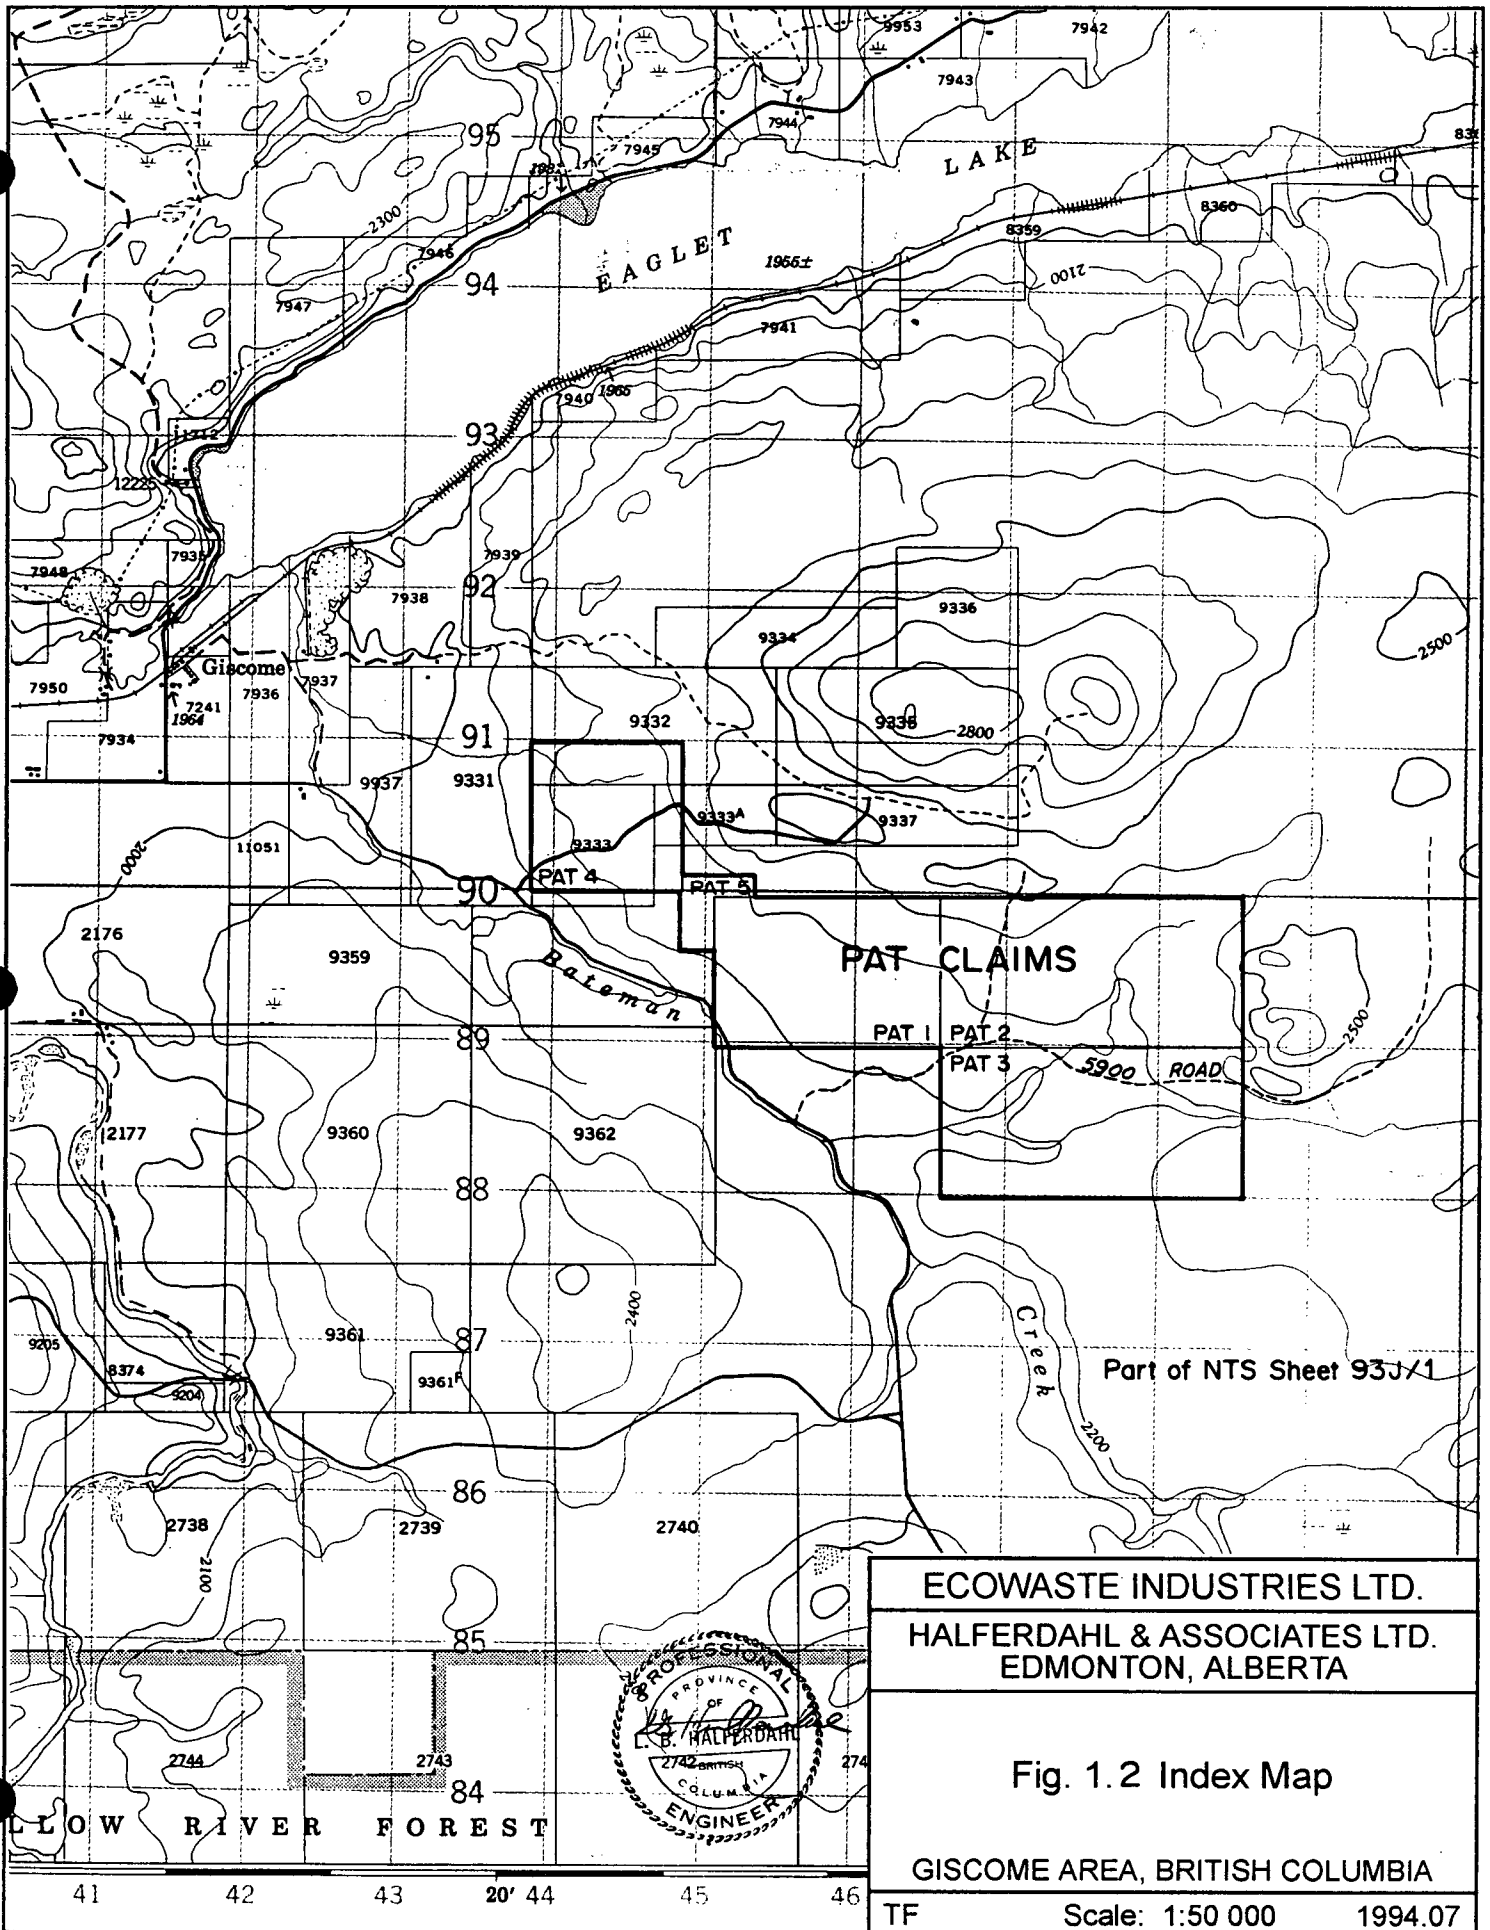 9953
7942
7943
7944
95
7945
LAKE
2300
7946
EAGLET
1955±
8359
8360
2100
94
7947
7941
7940
1965
93
11712
12225
7939
7935
7948
92
7938
9336
9334
2500
Giscome
7937
7950
7936
7241
1964
9332
9335
2800
7934
91
9937
9331
9333A
9337
9333
2000
11051
PAT 4
90
PAT 5
2176
9359
PAT CLAIMS
Bateman
89
PAT 1
PAT 2
2500
PAT 3
5900 ROAD
2177
9360
9362
88
Creek
2400
9205
9361
87
8374
9361F
9204
Part of NTS Sheet 93J/1
2200
86
2738
2739
2740
2100
85
ECOWASTE INDUSTRIES LTD.
HALFERDAHL & ASSOCIATES LTD.
EDMONTON, ALBERTA
PROFESSIONAL
PROVINCE
OF
L. B. HALFERDAHL
BRITISH
COLUMBIA
ENGINEER
2744
2743
2742
274
84
Fig. 1.2 Index Map
LLOW RIVER FOREST
GISCOME AREA, BRITISH COLUMBIA
41 42 43 20' 44 45 46
TF Scale: 1:50 000 1994.07